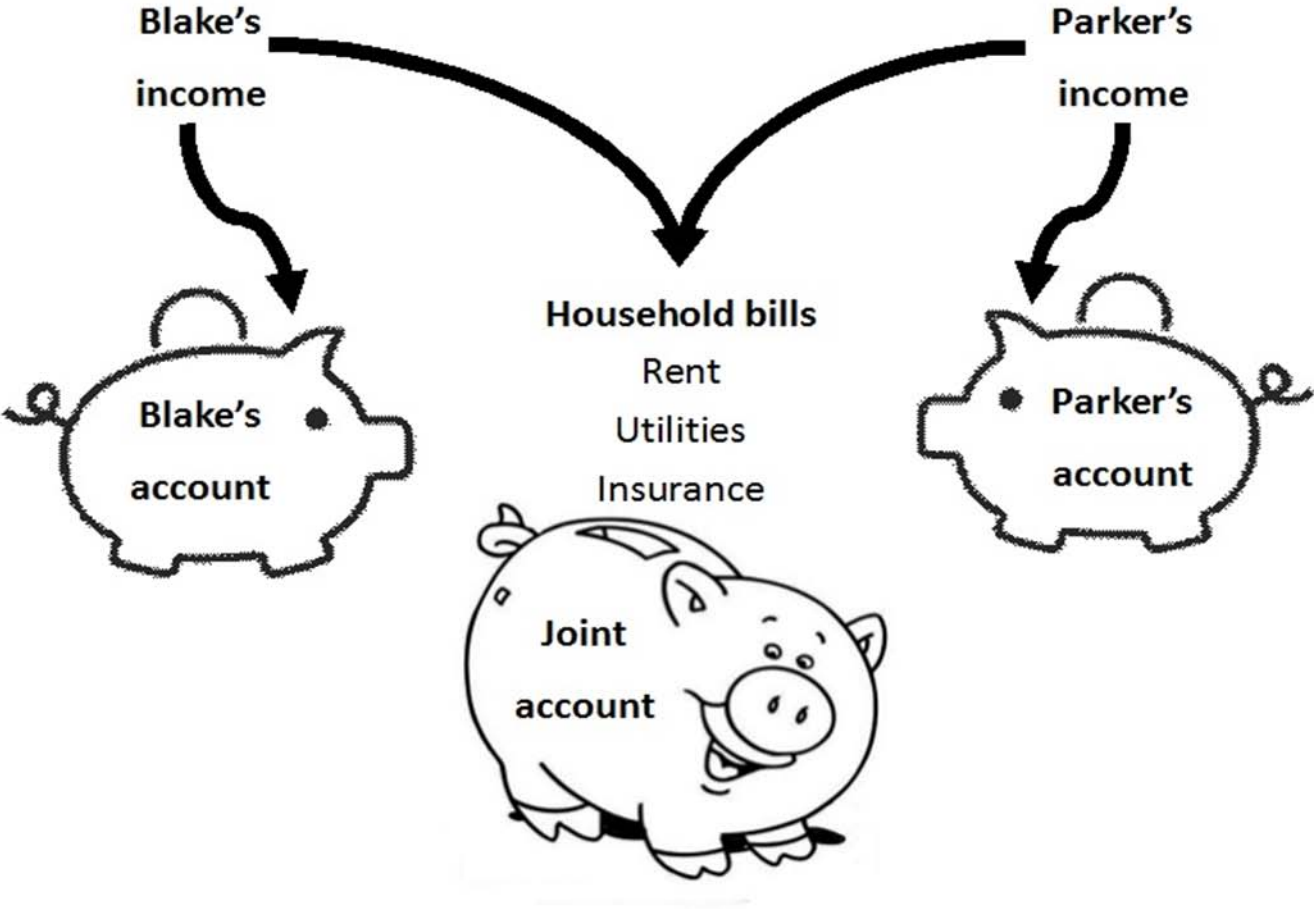 Blake’s
income
Parker’s
income
Household bills
Rent
Utilities
Insurance
Blake’s
account
Parker’s
account
Joint
account